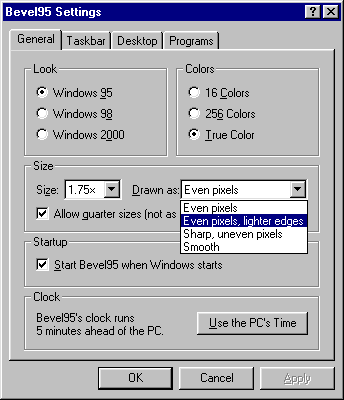 Bevel95 Settings
General Taskbar Desktop Programs
Look
Windows 95
Windows 98
Windows 2000
Colors
16 Colors
256 Colors
True Color
Size
Size: 1.75× Drawn as: Even pixels
Even pixels
Even pixels, lighter edges
Sharp, uneven pixels
Smooth
Allow quarter sizes (not as
Startup
Start Bevel95 when Windows starts
Clock
Bevel95's clock runs
5 minutes ahead of the PC.
Use the PC's Time
OK Cancel Apply